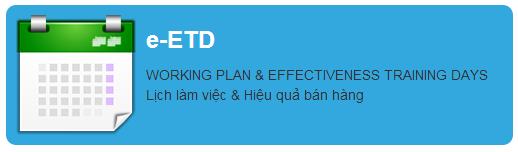 e-ETD
WORKING PLAN & EFFECTIVENESS TRAINING DAYS
Lịch làm việc & Hiệu quả bán hàng